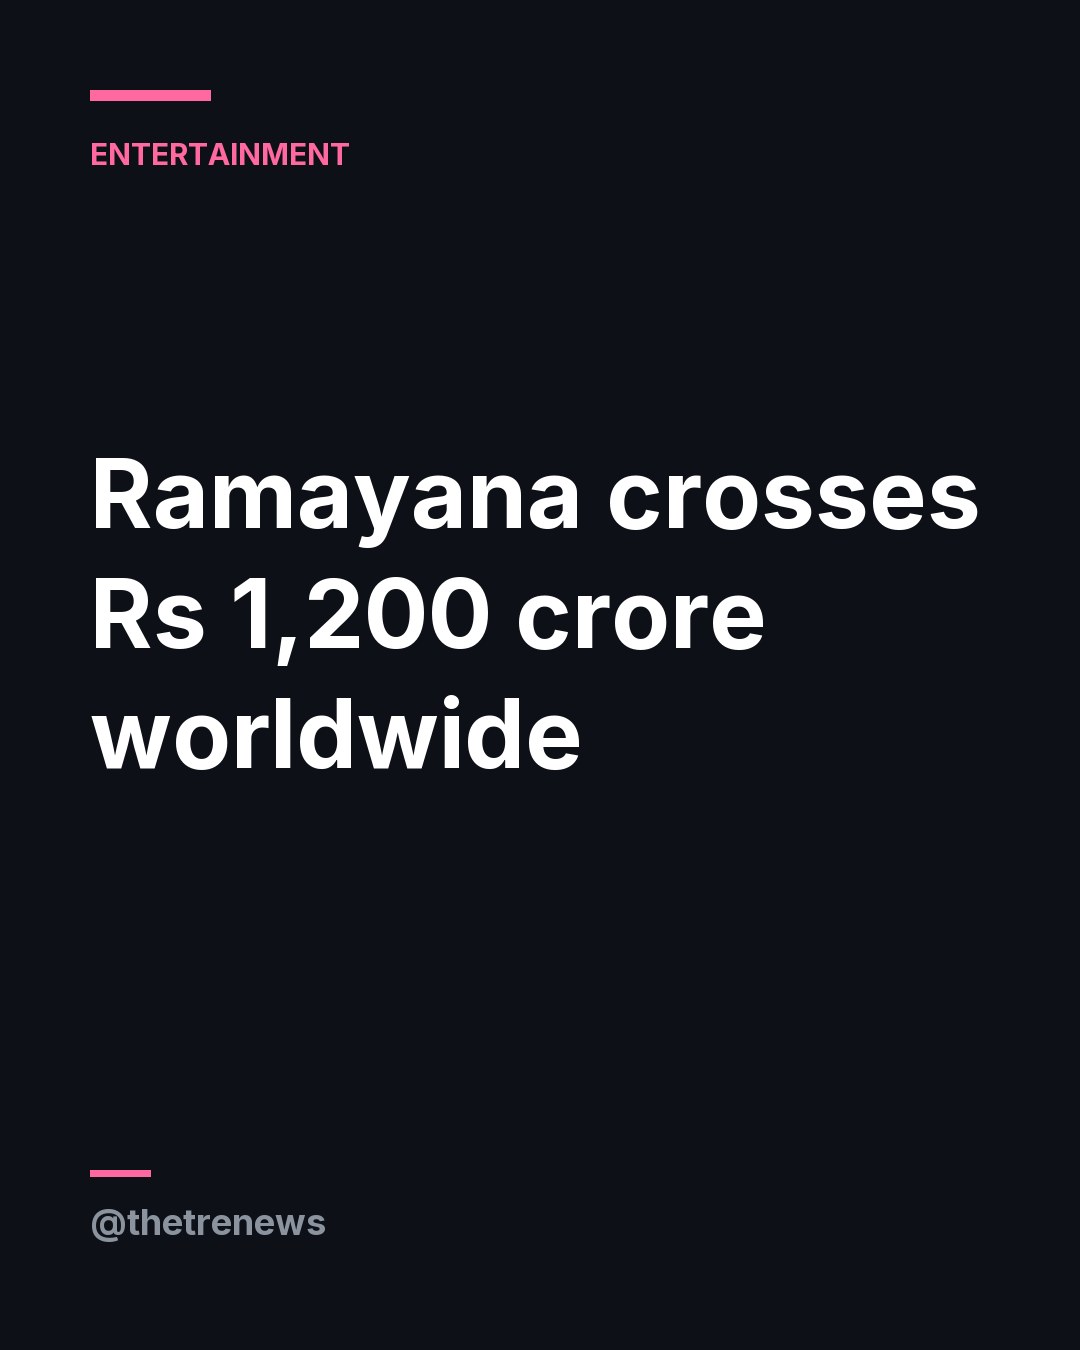 ENTERTAINMENT
Ramayana crosses
Rs 1,200 crore
worldwide
@thetrenews